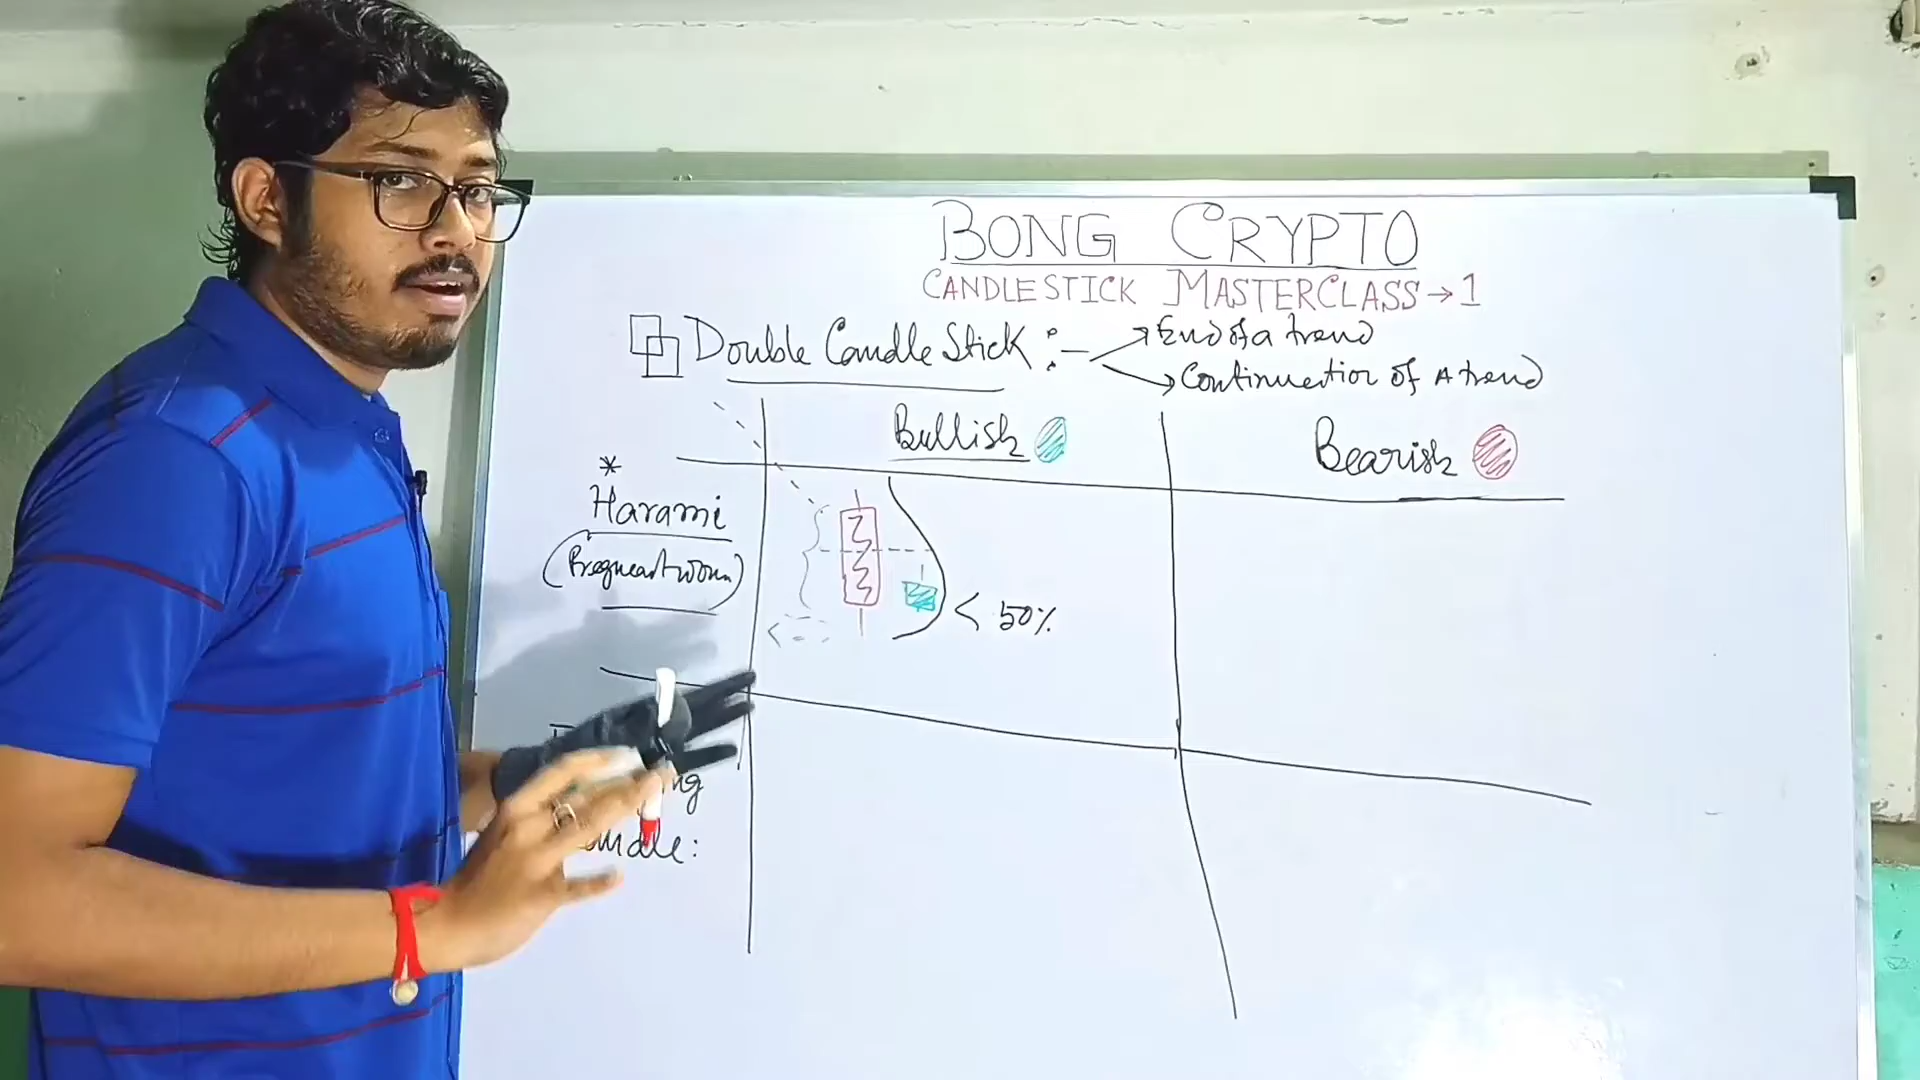 BONG CRYPTO
CANDLESTICK MASTERCLASS → 1
Double Candle Stick :— → End of a trend
→ Continuation of A trend
Bullish
Bearish
*
Harami
(Pregnant
< 50%